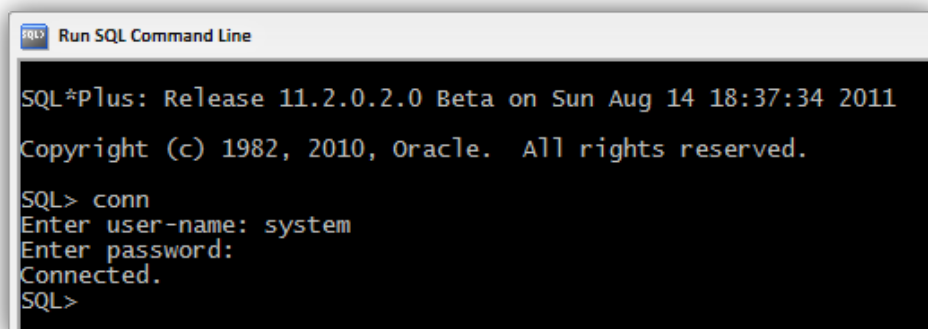 SQL>
Run SQL Command Line
SQL*Plus: Release 11.2.0.2.0 Beta on Sun Aug 14 18:37:34 2011
Copyright (c) 1982, 2010, Oracle.  All rights reserved.
SQL> conn
Enter user-name: system
Enter password:
Connected.
SQL>